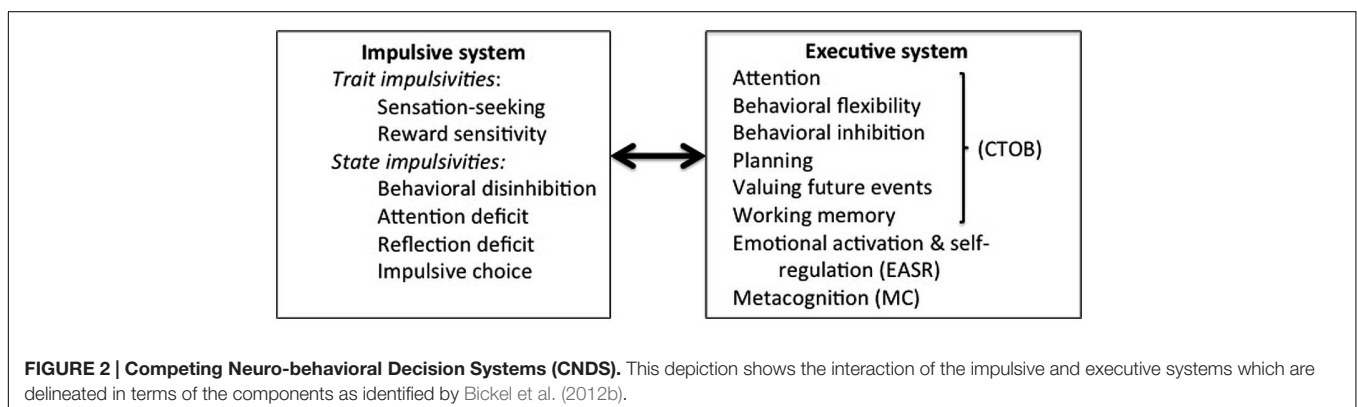 Impulsive system
Trait impulsivities:
Sensation-seeking
Reward sensitivity
State impulsivities:
Behavioral disinhibition
Attention deficit
Reflection deficit
Impulsive choice
Executive system
Attention
Behavioral flexibility
Behavioral inhibition
Planning
Valuing future events
Working memory
(CTOB)
Emotional activation & self-
regulation (EASR)
Metacognition (MC)
FIGURE 2 | Competing Neuro-behavioral Decision Systems (CNDS). This depiction shows the interaction of the impulsive and executive systems which are
delineated in terms of the components as identified by Bickel et al. (2012b).